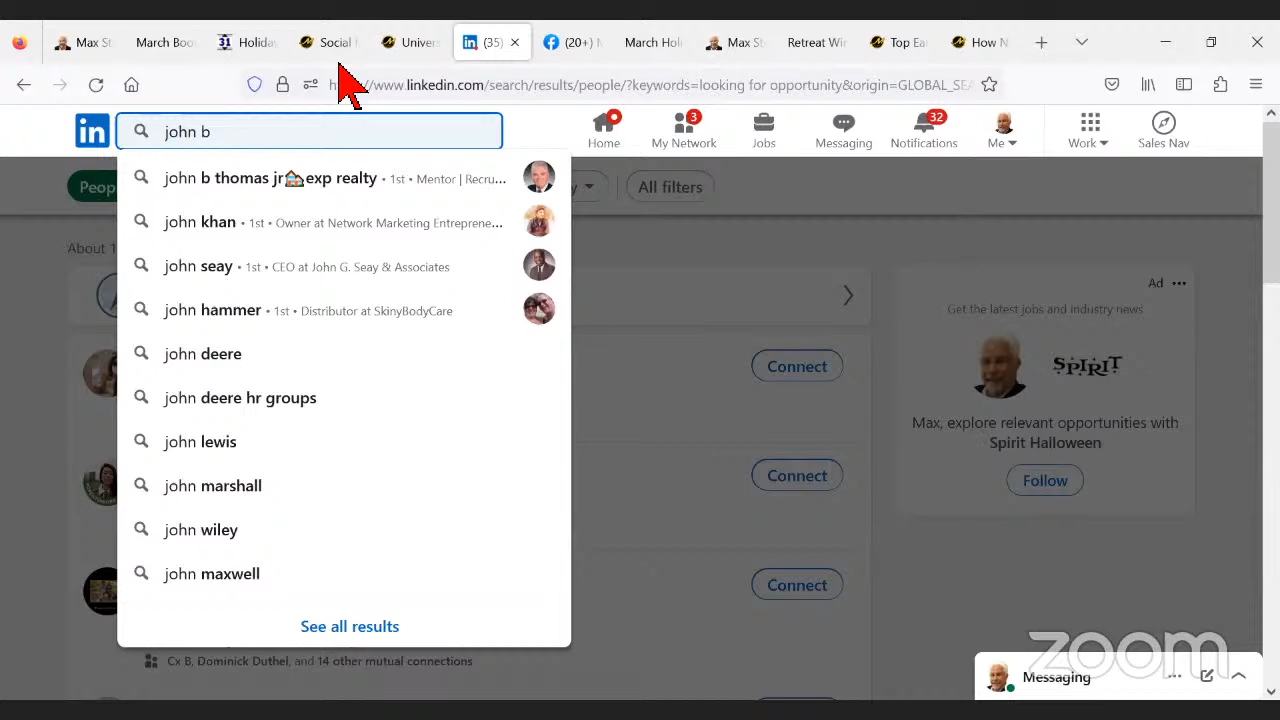 Max St
March Boo
31 Holida
Social
Univers
in (35)
(20+)
March Holi
Max St
Retreat Wir
Top Ea
How N
www.linkedin.com/search/results/people/?keywords=looking for opportunity&origin=GLOBAL_SEA
in
john b
Home
3
My Network
Jobs
Messaging
32
Notifications
Me
Work
Sales Nav
Peop
All filters
About 1
john b thomas jr🏠exp realty • 1st • Mentor | Recru...
john khan • 1st • Owner at Network Marketing Entreprene...
john seay • 1st • CEO at John G. Seay & Associates
john hammer • 1st • Distributor at SkinyBodyCare
john deere
john deere hr groups
john lewis
john marshall
john wiley
john maxwell
See all results
Connect
Connect
Connect
Cx B, Dominick Duthel, and 14 other mutual connections
Ad •••
Get the latest jobs and industry news
SPIRIT
Max, explore relevant opportunities with
Spirit Halloween
Follow
zoom
Messaging